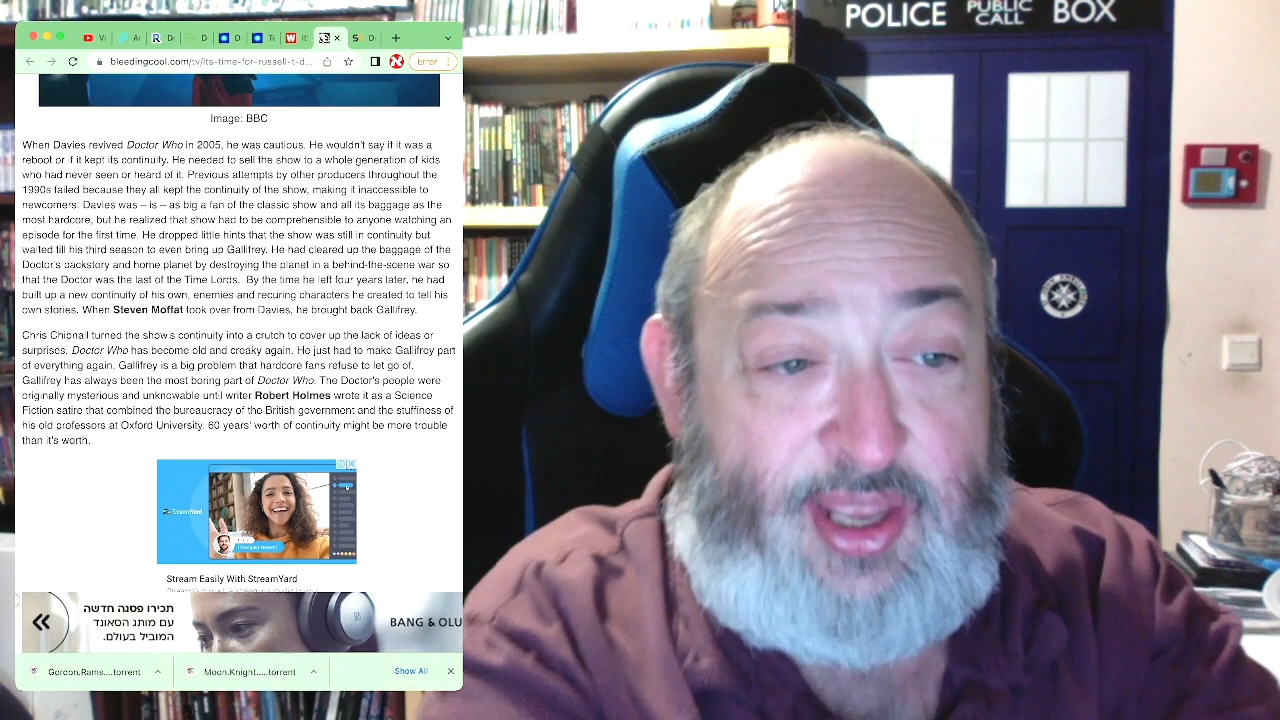 bleedingcool.com/tv/its-time-for-russell-t-d...
Error
Image: BBC
When Davies revived Doctor Who in 2005, he was cautious. He wouldn't say if it was a
reboot or if it kept its continuity. He needed to sell the show to a whole generation of kids
who had never seen or heard of it. Previous attempts by other producers throughout the
1990s failed because they all kept the continuity of the show, making it inaccessible to
newcomers. Davies was – is – as big a fan of the classic show and all its baggage as the
most hardcore, but he realized that show had to be comprehensible to anyone watching an
episode for the first time. He dropped little hints that the show was still in continuity but
waited till his third season to even bring up Gallifrey. He had cleared up the baggage of the
Doctor's backstory and home planet by destroying the planet in a behind-the-scene war so
that the Doctor was the last of the Time Lords. By the time he left four years later, he had
built up a new continuity of his own, enemies and recuring characters he created to tell his
own stories. When Steven Moffat took over from Davies, he brought back Gallifrey.
Chris Chibnall turned the show's continuity into a crutch to cover up the lack of ideas or
surprises. Doctor Who has become old and creaky again. He just had to make Gallifrey part
of everything again. Gallifrey is a big problem that hardcore fans refuse to let go of.
Gallifrey has always been the most boring part of Doctor Who. The Doctor's people were
originally mysterious and unknowable until writer Robert Holmes wrote it as a Science
Fiction satire that combined the bureaucracy of the British government and the stuffiness of
his old professors at Oxford University. 60 years' worth of continuity might be more trouble
than it's worth.
StreamYard
I love your stream!
Stream Easily With StreamYard
תכירו פסגה חדשה
עם מותג הסאונד
המוביל בעולם.
BANG & OLU
Gordon.Rams....torrent
Moon.Knight.....torrent
Show All
POLICE PUBLIC CALL BOX